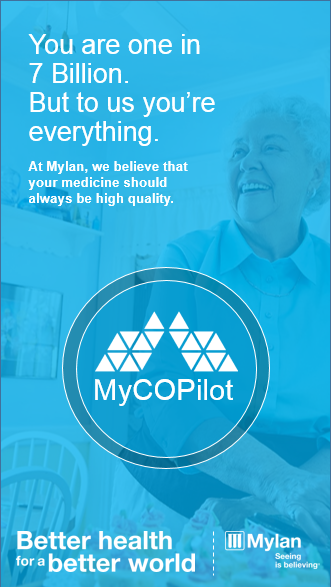 You are one in
7 Billion.
But to us you're
everything.
At Mylan, we believe that
your medicine should
always be high quality.
MyCOPilot
Better health
for a better world
Mylan
Seeing
is believing®